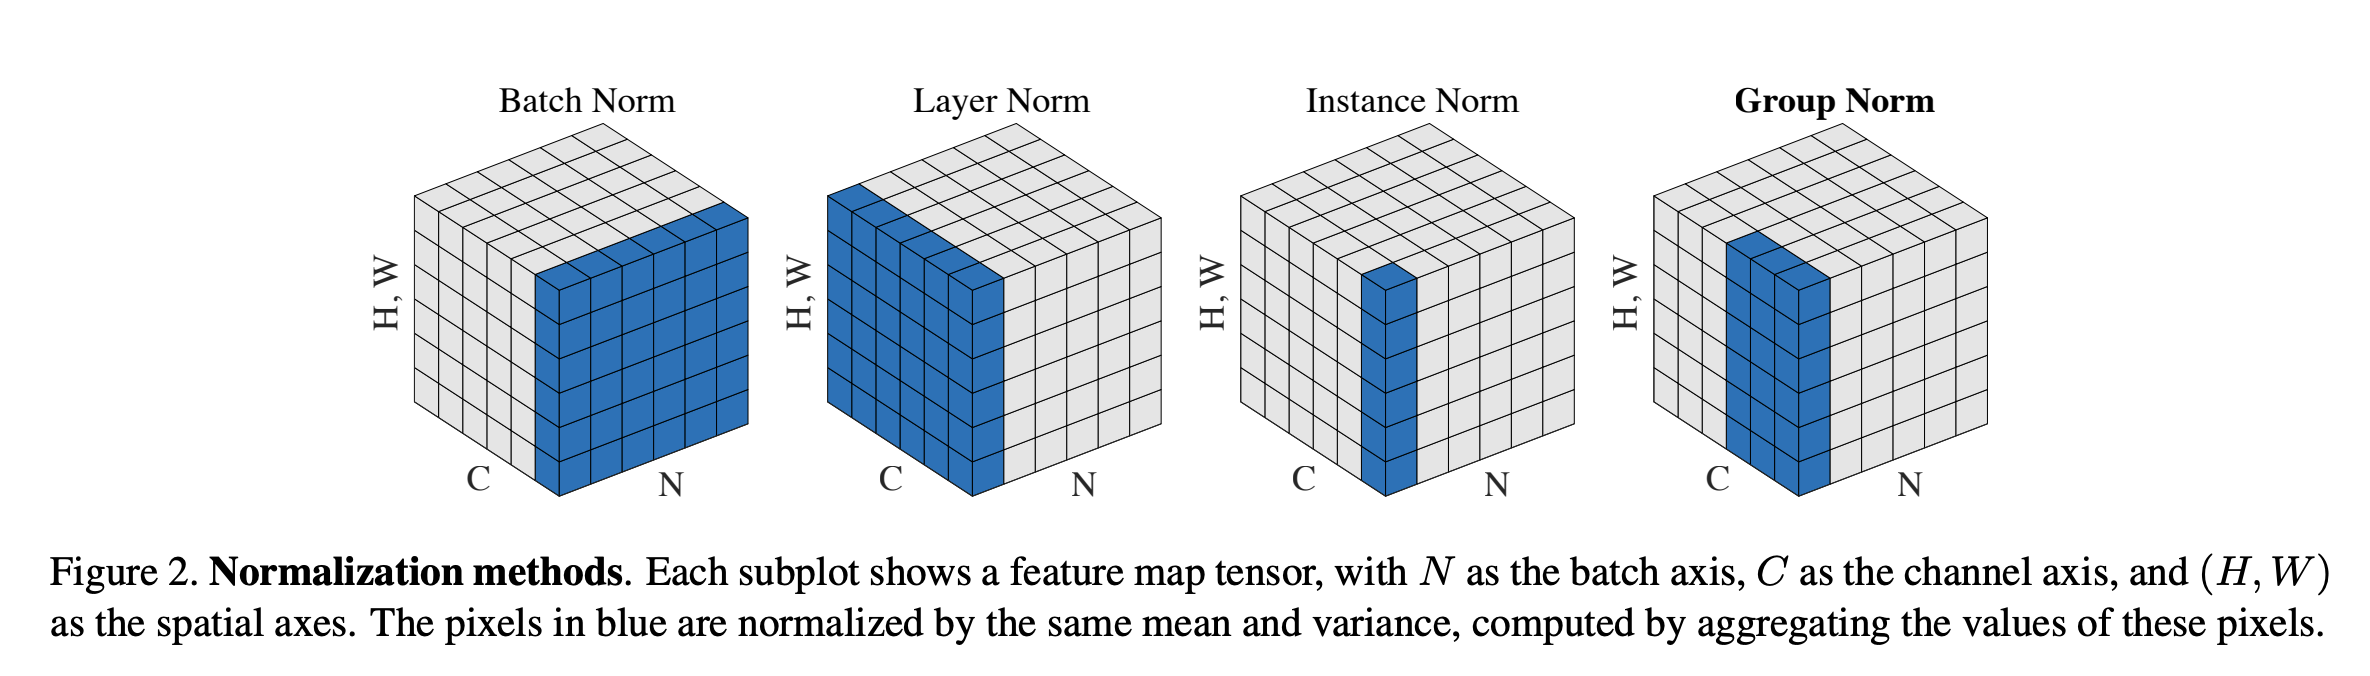 Batch Norm
Layer Norm
Instance Norm
Group Norm
H, W
C
N
H, W
C
N
H, W
C
N
H, W
C
N
Figure 2. Normalization methods. Each subplot shows a feature map tensor, with N as the batch axis, C as the channel axis, and (H, W)
as the spatial axes. The pixels in blue are normalized by the same mean and variance, computed by aggregating the values of these pixels.